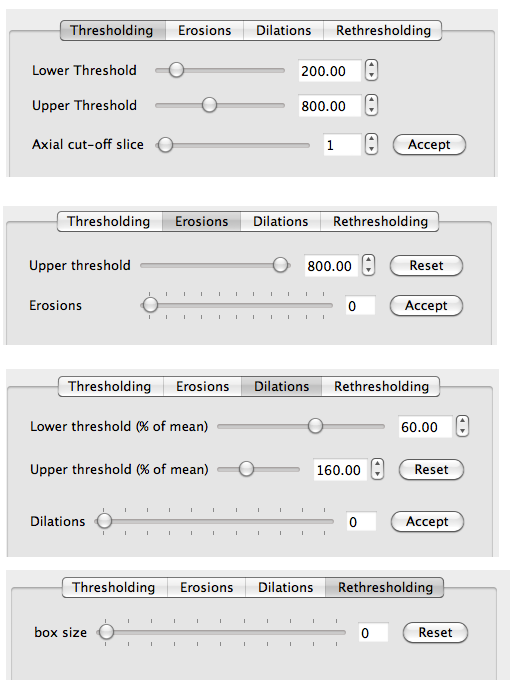 Thresholding Erosions Dilations Rethresholding
Lower Threshold 200.00
Upper Threshold 800.00
Axial cut-off slice 1 Accept
Thresholding Erosions Dilations Rethresholding
Upper threshold 800.00 Reset
Erosions 0 Accept
Thresholding Erosions Dilations Rethresholding
Lower threshold (% of mean) 60.00
Upper threshold (% of mean) 160.00 Reset
Dilations 0 Accept
Thresholding Erosions Dilations Rethresholding
box size 0 Reset